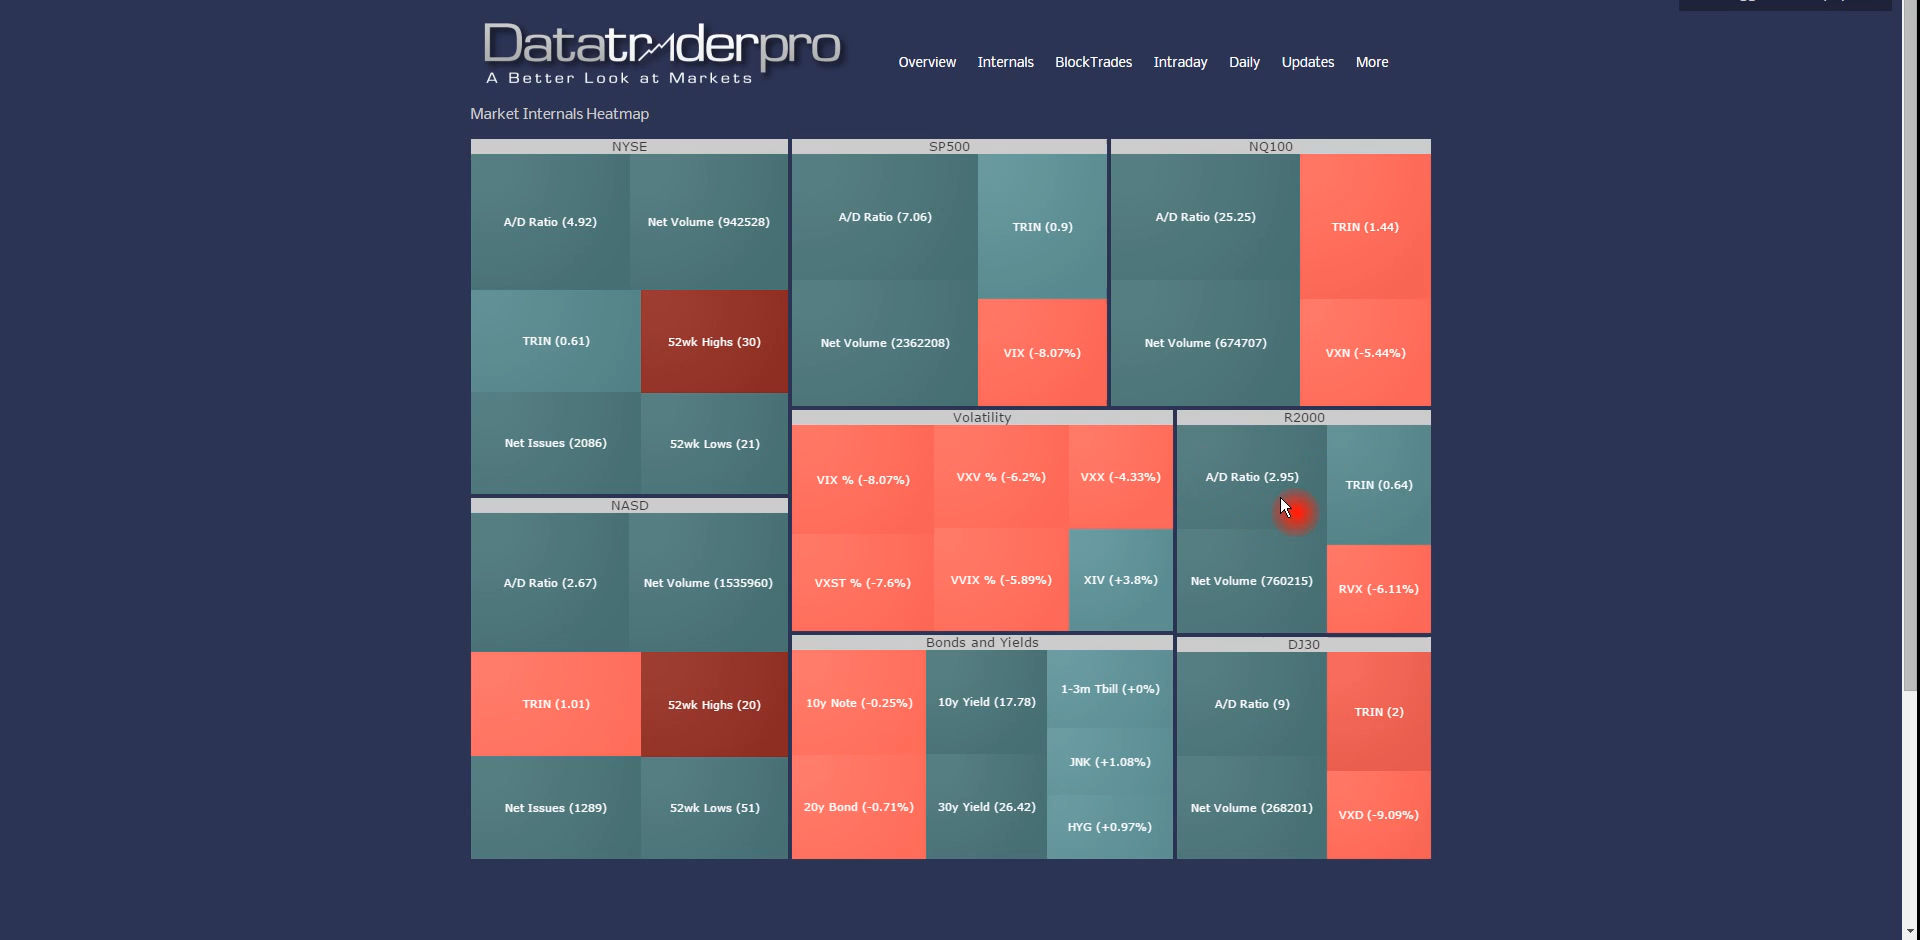 Datatraderpro
A Better Look at Markets
Overview Internals BlockTrades Intraday Daily Updates More
Market Internals Heatmap
NYSE
A/D Ratio (4.92) Net Volume (942528)
TRIN (0.61) 52wk Highs (30)
Net Issues (2086) 52wk Lows (21)
NASD
A/D Ratio (2.67) Net Volume (1535960)
TRIN (1.01) 52wk Highs (20)
Net Issues (1289) 52wk Lows (51)
SP500
A/D Ratio (7.06) TRIN (0.9)
Net Volume (2362208) VIX (-8.07%)
NQ100
A/D Ratio (25.25) TRIN (1.44)
Net Volume (674707) VXN (-5.44%)
Volatility
VIX % (-8.07%) VXV % (-6.2%) VXX (-4.33%)
VXST % (-7.6%) VVIX % (-5.89%) XIV (+3.8%)
R2000
A/D Ratio (2.95) TRIN (0.64)
Net Volume (760215) RVX (-6.11%)
Bonds and Yields
10y Note (-0.25%) 10y Yield (17.78) 1-3m Tbill (+0%)
JNK (+1.08%)
20y Bond (-0.71%) 30y Yield (26.42) HYG (+0.97%)
DJ30
A/D Ratio (9) TRIN (2)
Net Volume (268201) VXD (-9.09%)